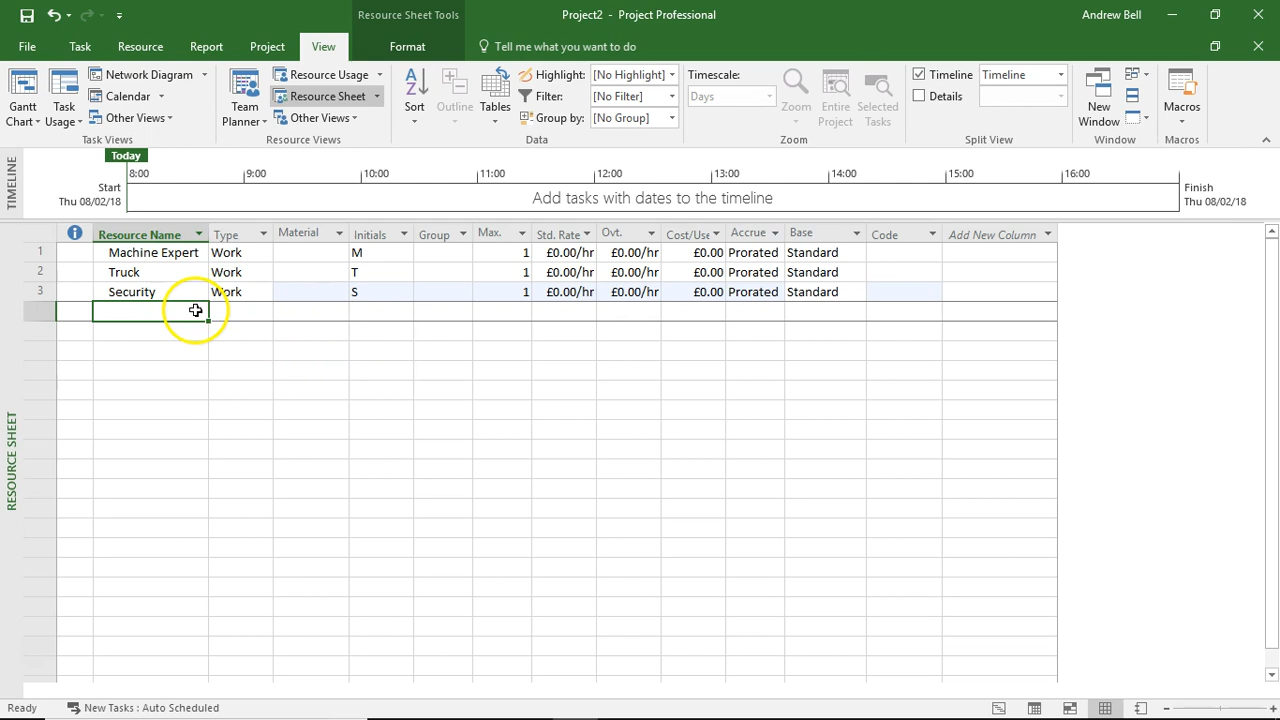 Resource Sheet Tools
Project2 - Project Professional
Andrew Bell
File Task Resource Report Project View Format Tell me what you want to do
Gantt Chart
Task Usage
Network Diagram
Calendar
Other Views
Task Views
Team Planner
Resource Usage
Resource Sheet
Other Views
Resource Views
Sort
Outline
Tables
Highlight: [No Highlight]
Filter: [No Filter]
Group by: [No Group]
Data
Timescale:
Days
Zoom
Entire Project
Selected Tasks
Zoom
Timeline Timeline
Details
Split View
New Window
Window
Macros
Macros
TIMELINE
Today
8:00 9:00 10:00 11:00 12:00 13:00 14:00 15:00 16:00
Start
Thu 08/02/18
Add tasks with dates to the timeline
Finish
Thu 08/02/18
RESOURCE SHEET
Resource Name Type Material Initials Group Max. Std. Rate Ovt. Cost/Use Accrue Base Code Add New Column
1 Machine Expert Work M 1 £0.00/hr £0.00/hr £0.00 Prorated Standard
2 Truck Work T 1 £0.00/hr £0.00/hr £0.00 Prorated Standard
3 Security Work S 1 £0.00/hr £0.00/hr £0.00 Prorated Standard
Ready New Tasks : Auto Scheduled